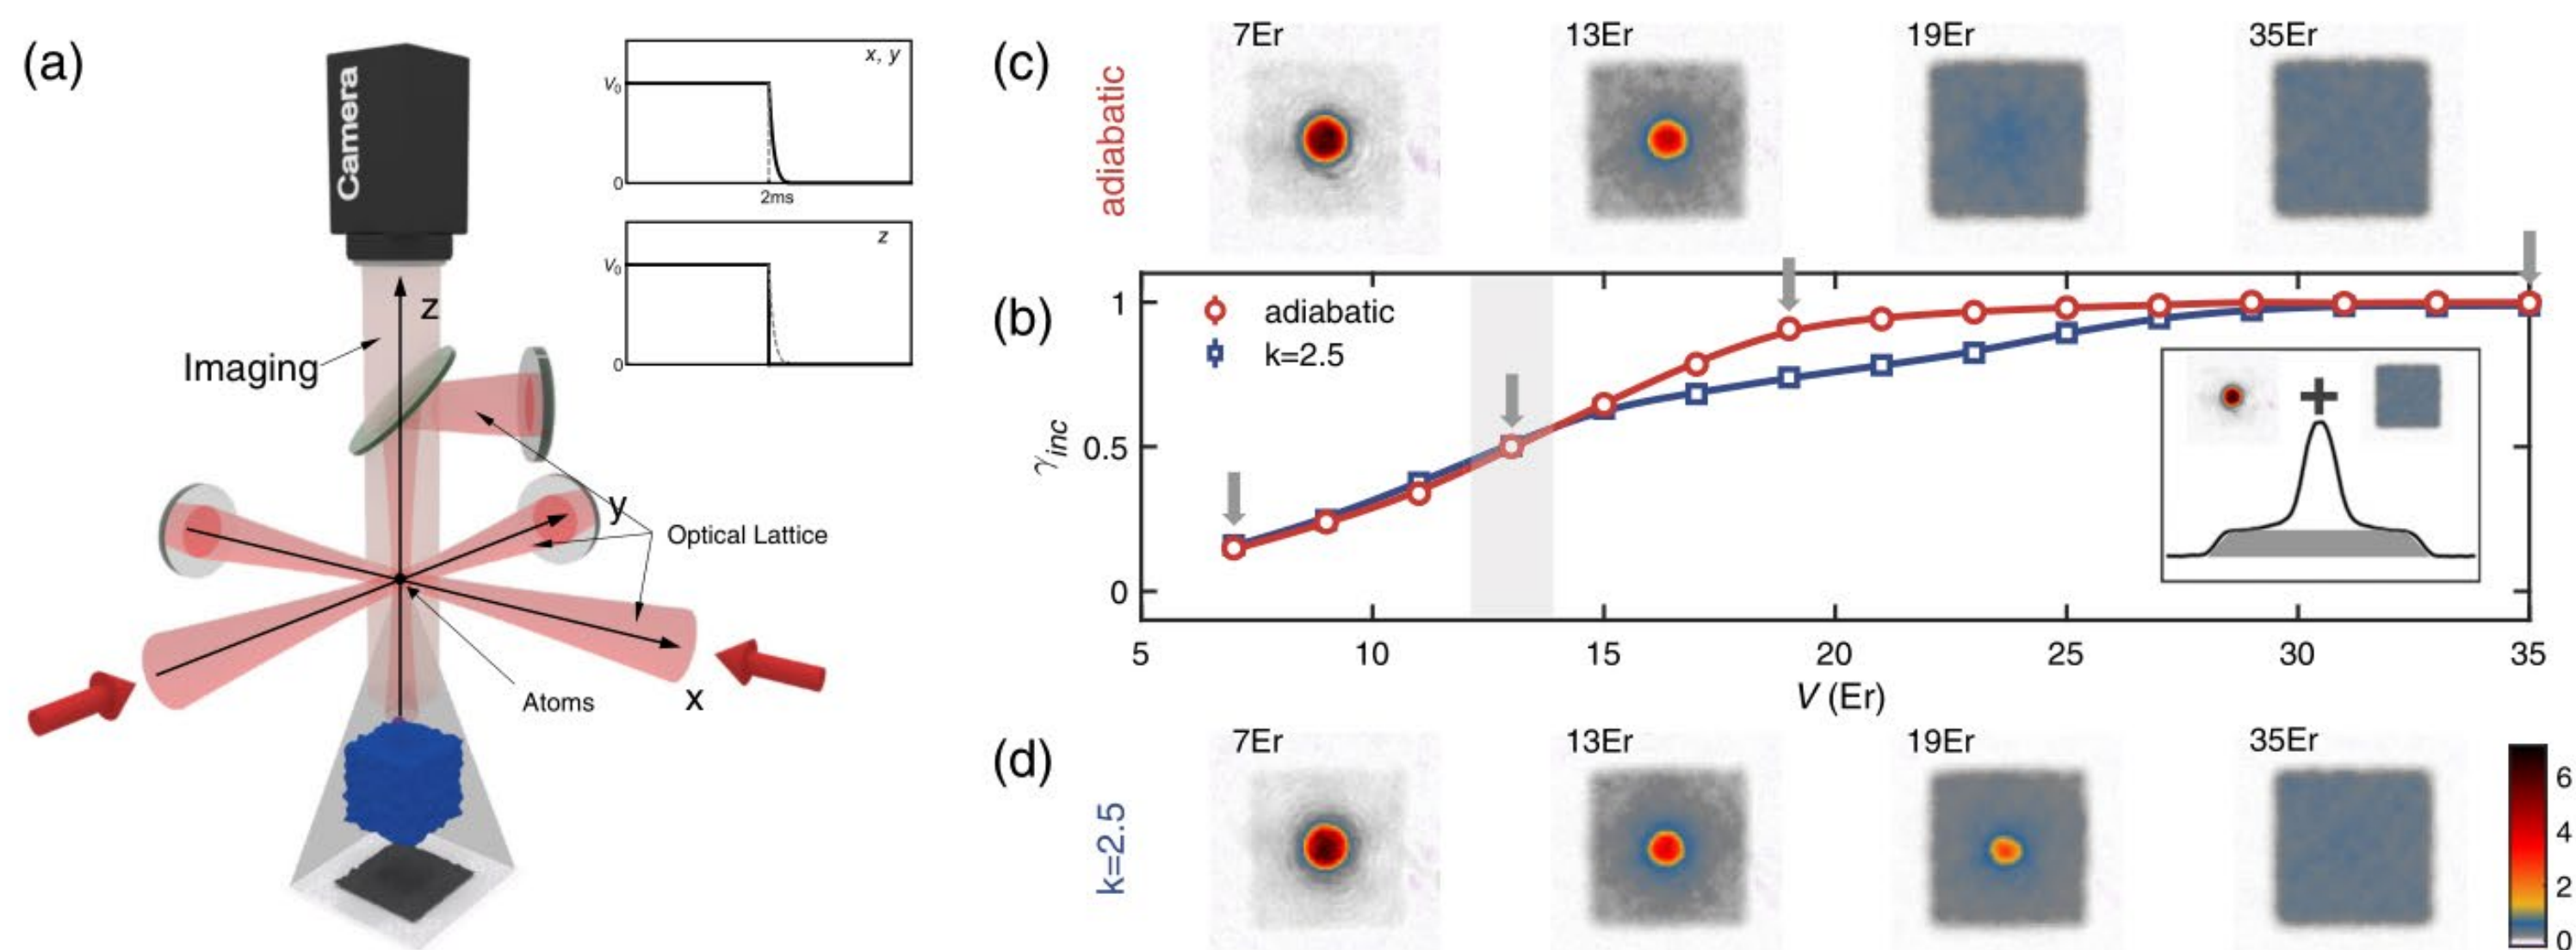 (a)
Camera
z
Imaging
y
Optical Lattice
Atoms
x
x, y
V₀
0
2ms
z
V₀
0
(c)
adiabatic
7Er
13Er
19Er
35Er
(b)
adiabatic
k=2.5
γinc
1
0.5
0
+
5
10
15
20
25
30
35
V (Er)
(d)
k=2.5
7Er
13Er
19Er
35Er
6
4
2
0